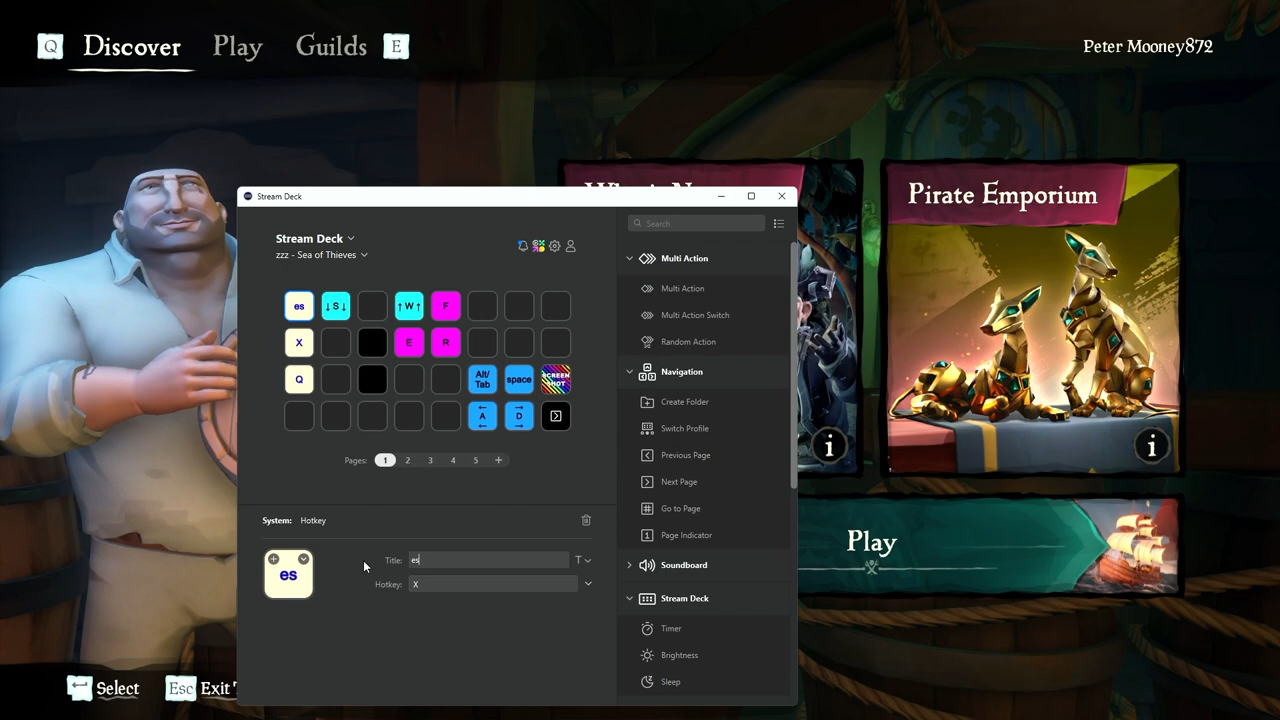 Q Discover Play Guilds E
Peter Mooney872
Pirate Emporium
Stream Deck
Stream Deck
zzz - Sea of Thieves
Search
Multi Action
Multi Action
Multi Action Switch
Random Action
Navigation
Create Folder
Switch Profile
Previous Page
Next Page
Go to Page
Page Indicator
Soundboard
Stream Deck
Timer
Brightness
Sleep
es ↓S↓ ↑W↑ F
X E R
Q Alt/ Tab space SCREEN SHOT
← A ← → D →
Pages: 1 2 3 4 5 +
System: Hotkey
es
Title: es
T
Hotkey: X
i
i
Play
Select
Esc Exit